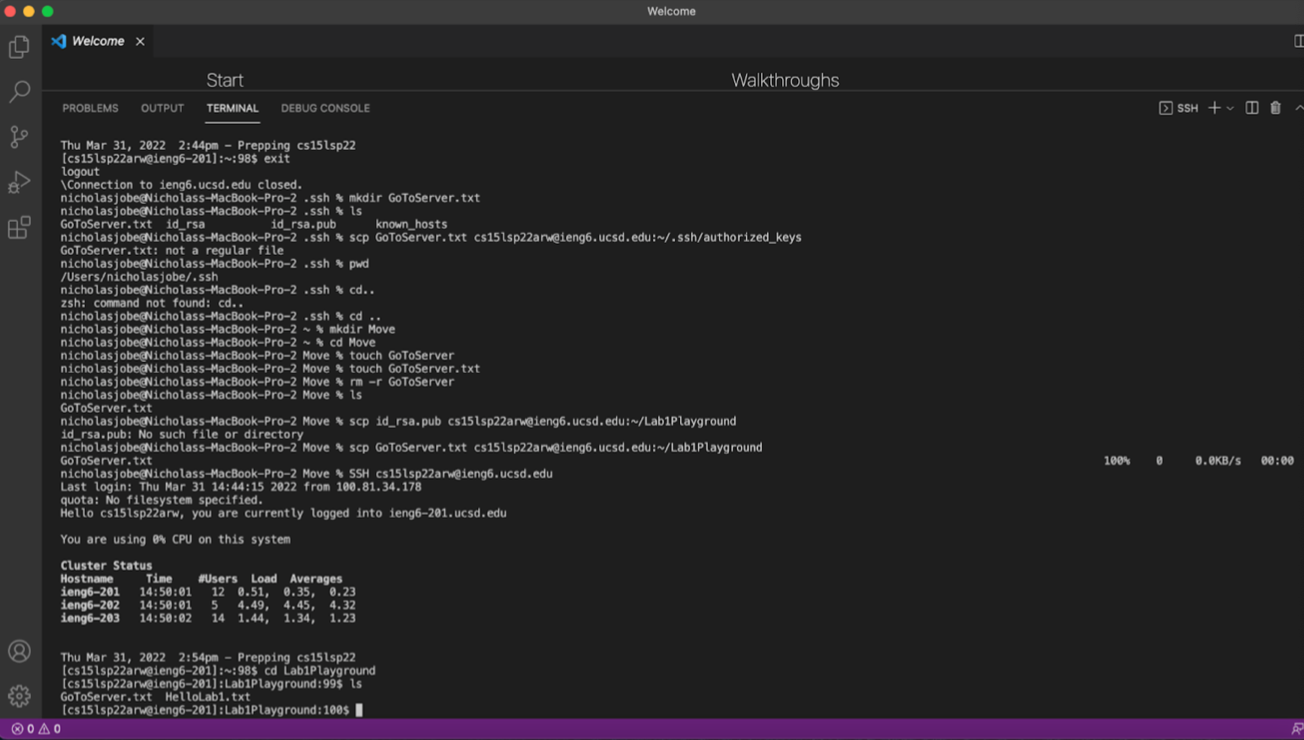 Welcome
Welcome
Start Walkthroughs
PROBLEMS OUTPUT TERMINAL DEBUG CONSOLE SSH
Thu Mar 31, 2022  2:44pm - Prepping cs15lsp22
[cs15lsp22arw@ieng6-201]:~:98$ exit
logout
\Connection to ieng6.ucsd.edu closed.
nicholasjobe@Nicholass-MacBook-Pro-2 .ssh % mkdir GoToServer.txt
nicholasjobe@Nicholass-MacBook-Pro-2 .ssh % ls
GoToServer.txt  id_rsa          id_rsa.pub      known_hosts
nicholasjobe@Nicholass-MacBook-Pro-2 .ssh % scp GoToServer.txt cs15lsp22arw@ieng6.ucsd.edu:~/.ssh/authorized_keys
GoToServer.txt: not a regular file
nicholasjobe@Nicholass-MacBook-Pro-2 .ssh % pwd
/Users/nicholasjobe/.ssh
nicholasjobe@Nicholass-MacBook-Pro-2 .ssh % cd..
zsh: command not found: cd..
nicholasjobe@Nicholass-MacBook-Pro-2 .ssh % cd ..
nicholasjobe@Nicholass-MacBook-Pro-2 ~ % mkdir Move
nicholasjobe@Nicholass-MacBook-Pro-2 ~ % cd Move
nicholasjobe@Nicholass-MacBook-Pro-2 Move % touch GoToServer
nicholasjobe@Nicholass-MacBook-Pro-2 Move % touch GoToServer.txt
nicholasjobe@Nicholass-MacBook-Pro-2 Move % rm -r GoToServer
nicholasjobe@Nicholass-MacBook-Pro-2 Move % ls
GoToServer.txt
nicholasjobe@Nicholass-MacBook-Pro-2 Move % scp id_rsa.pub cs15lsp22arw@ieng6.ucsd.edu:~/Lab1Playground
id_rsa.pub: No such file or directory
nicholasjobe@Nicholass-MacBook-Pro-2 Move % scp GoToServer.txt cs15lsp22arw@ieng6.ucsd.edu:~/Lab1Playground
GoToServer.txt 100% 0 0.0KB/s 00:00
nicholasjobe@Nicholass-MacBook-Pro-2 Move % SSH cs15lsp22arw@ieng6.ucsd.edu
Last login: Thu Mar 31 14:44:15 2022 from 100.81.34.178
quota: No filesystem specified.
Hello cs15lsp22arw, you are currently logged into ieng6-201.ucsd.edu
You are using 0% CPU on this system
Cluster Status
Hostname     Time    #Users  Load  Averages
ieng6-201   14:50:01   12  0.51,  0.35,  0.23
ieng6-202   14:50:01   5   4.49,  4.45,  4.32
ieng6-203   14:50:02   14  1.44,  1.34,  1.23
Thu Mar 31, 2022  2:54pm - Prepping cs15lsp22
[cs15lsp22arw@ieng6-201]:~:98$ cd Lab1Playground
[cs15lsp22arw@ieng6-201]:Lab1Playground:99$ ls
GoToServer.txt  HelloLab1.txt
[cs15lsp22arw@ieng6-201]:Lab1Playground:100$
0 0